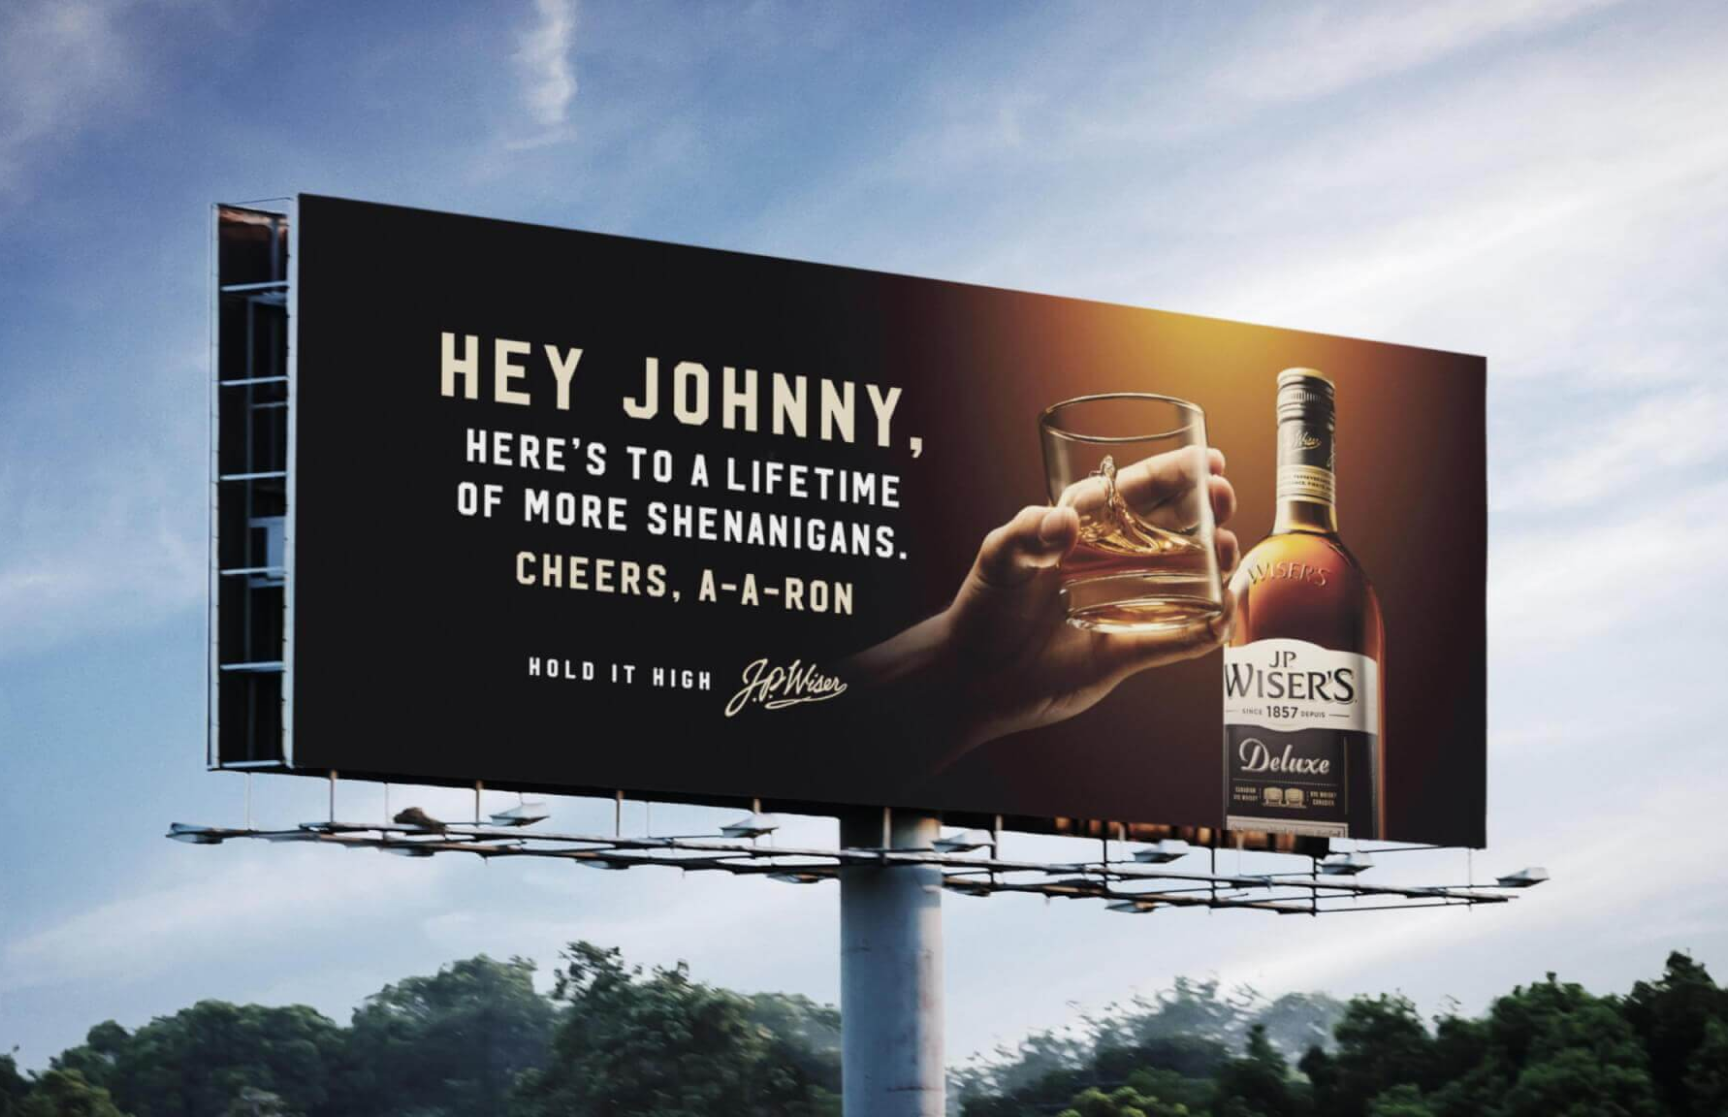 HEY JOHNNY,
HERE'S TO A LIFETIME
OF MORE SHENANIGANS.
CHEERS, A-A-RON
HOLD IT HIGH J.P. Wiser
WISER'S
J.P.
WISER'S
SINCE 1857 DEPUIS
Deluxe